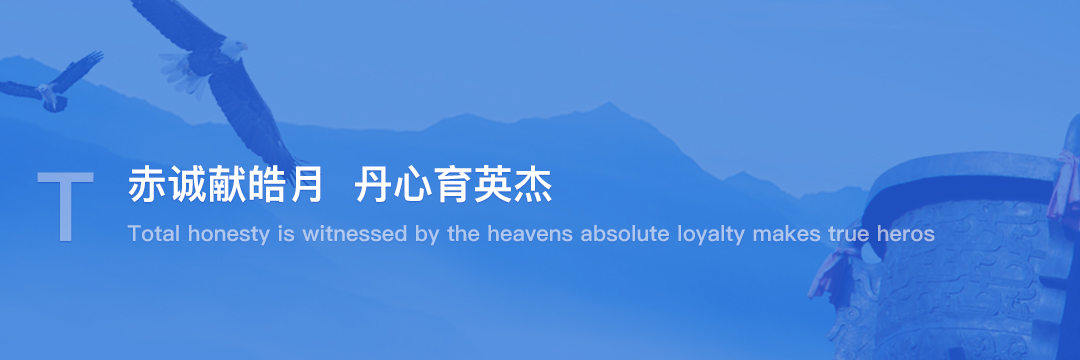 T
赤诚献皓月 丹心育英杰
Total honesty is witnessed by the heavens absolute loyalty makes true heros